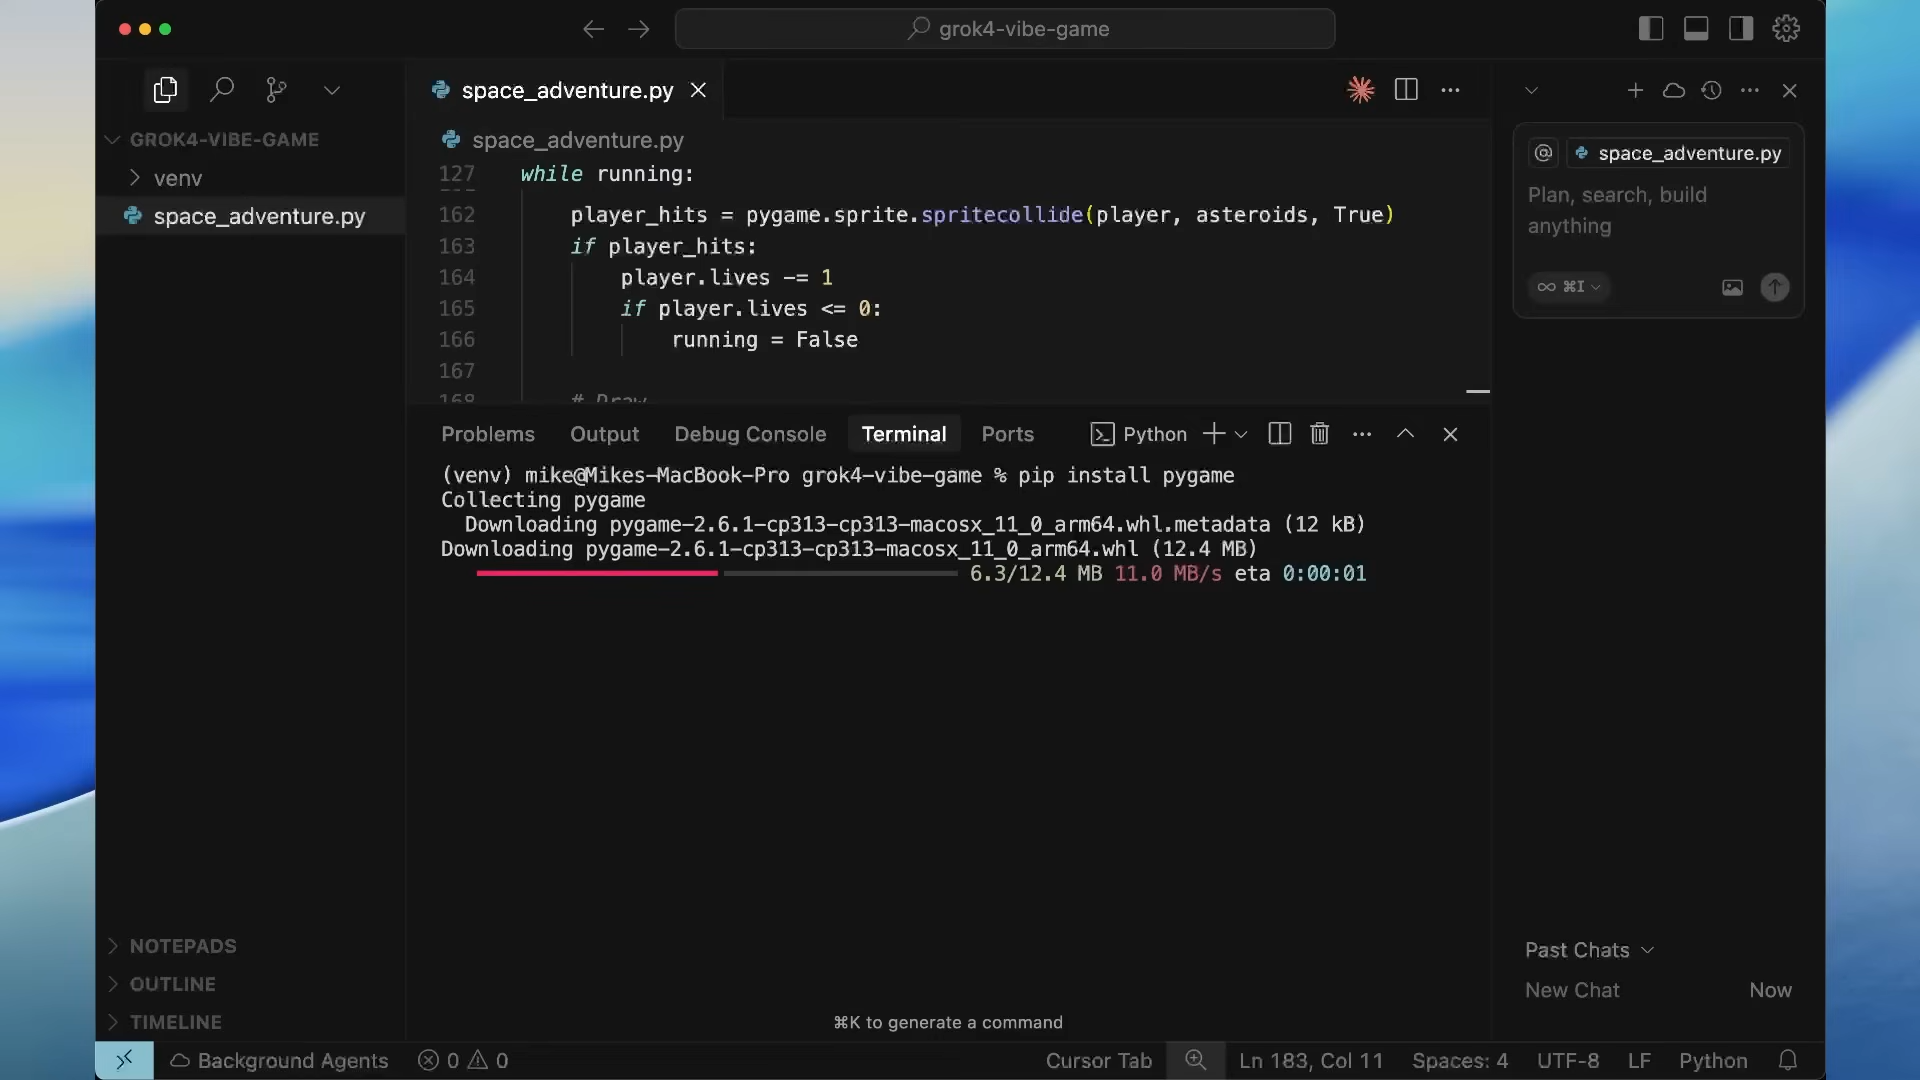 grok4-vibe-game
GROK4-VIBE-GAME
venv
space_adventure.py
space_adventure.py
space_adventure.py
127 while running:
162 player_hits = pygame.sprite.spritecollide(player, asteroids, True)
163 if player_hits:
164 player.lives -= 1
165 if player.lives <= 0:
166 running = False
167
168 # Draw
Problems Output Debug Console Terminal Ports Python
(venv) mike@Mikes-MacBook-Pro grok4-vibe-game % pip install pygame
Collecting pygame
Downloading pygame-2.6.1-cp313-cp313-macosx_11_0_arm64.whl.metadata (12 kB)
Downloading pygame-2.6.1-cp313-cp313-macosx_11_0_arm64.whl (12.4 MB)
6.3/12.4 MB 11.0 MB/s eta 0:00:01
⌘K to generate a command
@ space_adventure.py
Plan, search, build
anything
∞ ⌘I
Past Chats
New Chat Now
NOTEPADS
OUTLINE
TIMELINE
Background Agents 0 0 Cursor Tab Ln 183, Col 11 Spaces: 4 UTF-8 LF Python